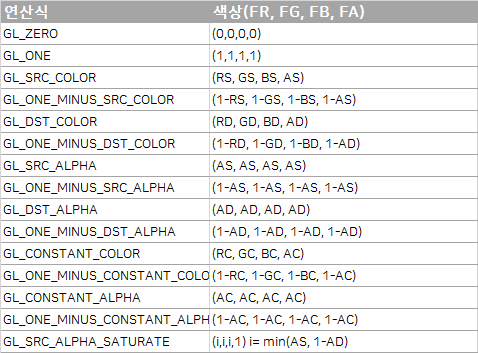 연산식 색상(FR, FG, FB, FA)
GL_ZERO (0,0,0,0)
GL_ONE (1,1,1,1)
GL_SRC_COLOR (RS, GS, BS, AS)
GL_ONE_MINUS_SRC_COLOR (1-RS, 1-GS, 1-BS, 1-AS)
GL_DST_COLOR (RD, GD, BD, AD)
GL_ONE_MINUS_DST_COLOR (1-RD, 1-GD, 1-BD, 1-AD)
GL_SRC_ALPHA (AS, AS, AS, AS)
GL_ONE_MINUS_SRC_ALPHA (1-AS, 1-AS, 1-AS, 1-AS)
GL_DST_ALPHA (AD, AD, AD, AD)
GL_ONE_MINUS_DST_ALPHA (1-AD, 1-AD, 1-AD, 1-AD)
GL_CONSTANT_COLOR (RC, GC, BC, AC)
GL_ONE_MINUS_CONSTANT_COLO (1-RC, 1-GC, 1-BC, 1-AC)
GL_CONSTANT_ALPHA (AC, AC, AC, AC)
GL_ONE_MINUS_CONSTANT_ALPH (1-AC, 1-AC, 1-AC, 1-AC)
GL_SRC_ALPHA_SATURATE (i,i,i,1) i= min(AS, 1-AD)